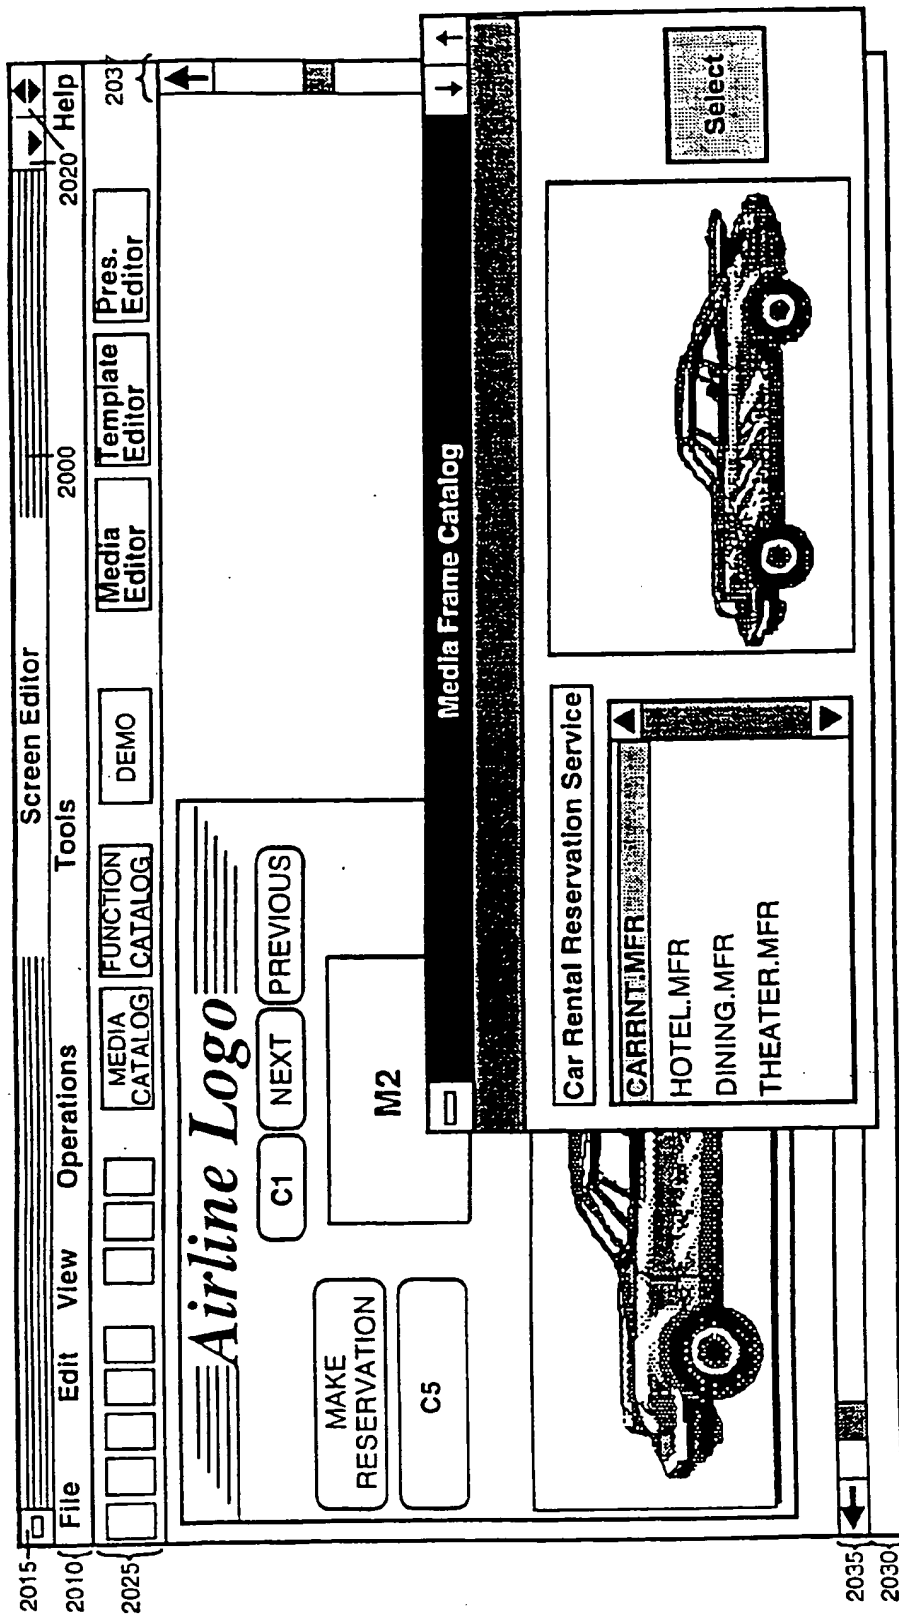 2015
Screen Editor
2010
File Edit View Operations Tools
2000
2020
Help
2025
MEDIA
CATALOG
FUNCTION
CATALOG
DEMO
Media
Editor
Template
Editor
Pres.
Editor
2037
Airline Logo
C1
NEXT
PREVIOUS
MAKE
RESERVATION
M2
C5
Media Frame Catalog
Car Rental Reservation Service
CARRNT.MFR
HOTEL.MFR
DINING.MFR
THEATER.MFR
Select
2035
2030